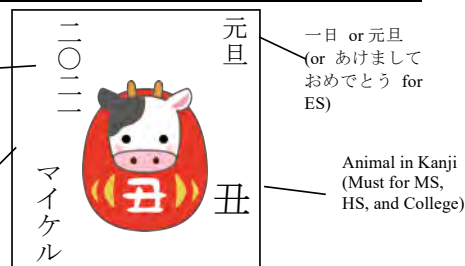 元旦
丑
丑
二〇二一
マイケル
一日 or 元旦
(or あけまして
おめでとう for
ES)
Animal in Kanji
(Must for MS,
HS, and College)